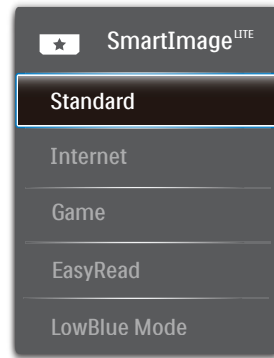 SmartImage LITE
Standard
Internet
Game
EasyRead
LowBlue Mode